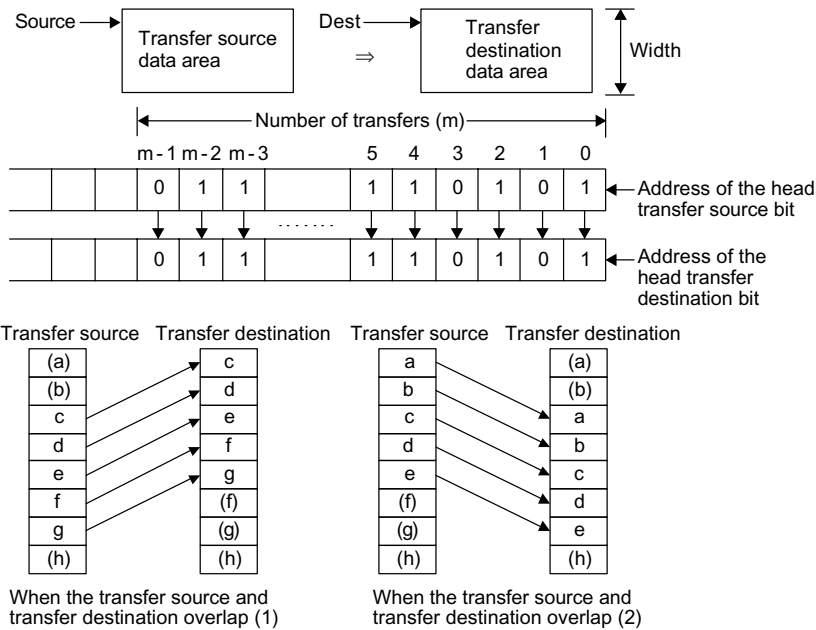 Source
Transfer source
data area
Dest
⇒
Transfer
destination
data area
Width
Number of transfers (m)
m-1 m-2 m-3 5 4 3 2 1 0
0 1 1 1 1 0 1 0 1
Address of the head
transfer source bit
.......
0 1 1 1 1 0 1 0 1
Address of the
head transfer
destination bit
Transfer source Transfer destination
(a) c
(b) d
c e
d f
e g
f (f)
g (g)
(h) (h)
When the transfer source and
transfer destination overlap (1)
Transfer source Transfer destination
a (a)
b (b)
c a
d b
e c
(f) d
(g) e
(h) (h)
When the transfer source and
transfer destination overlap (2)